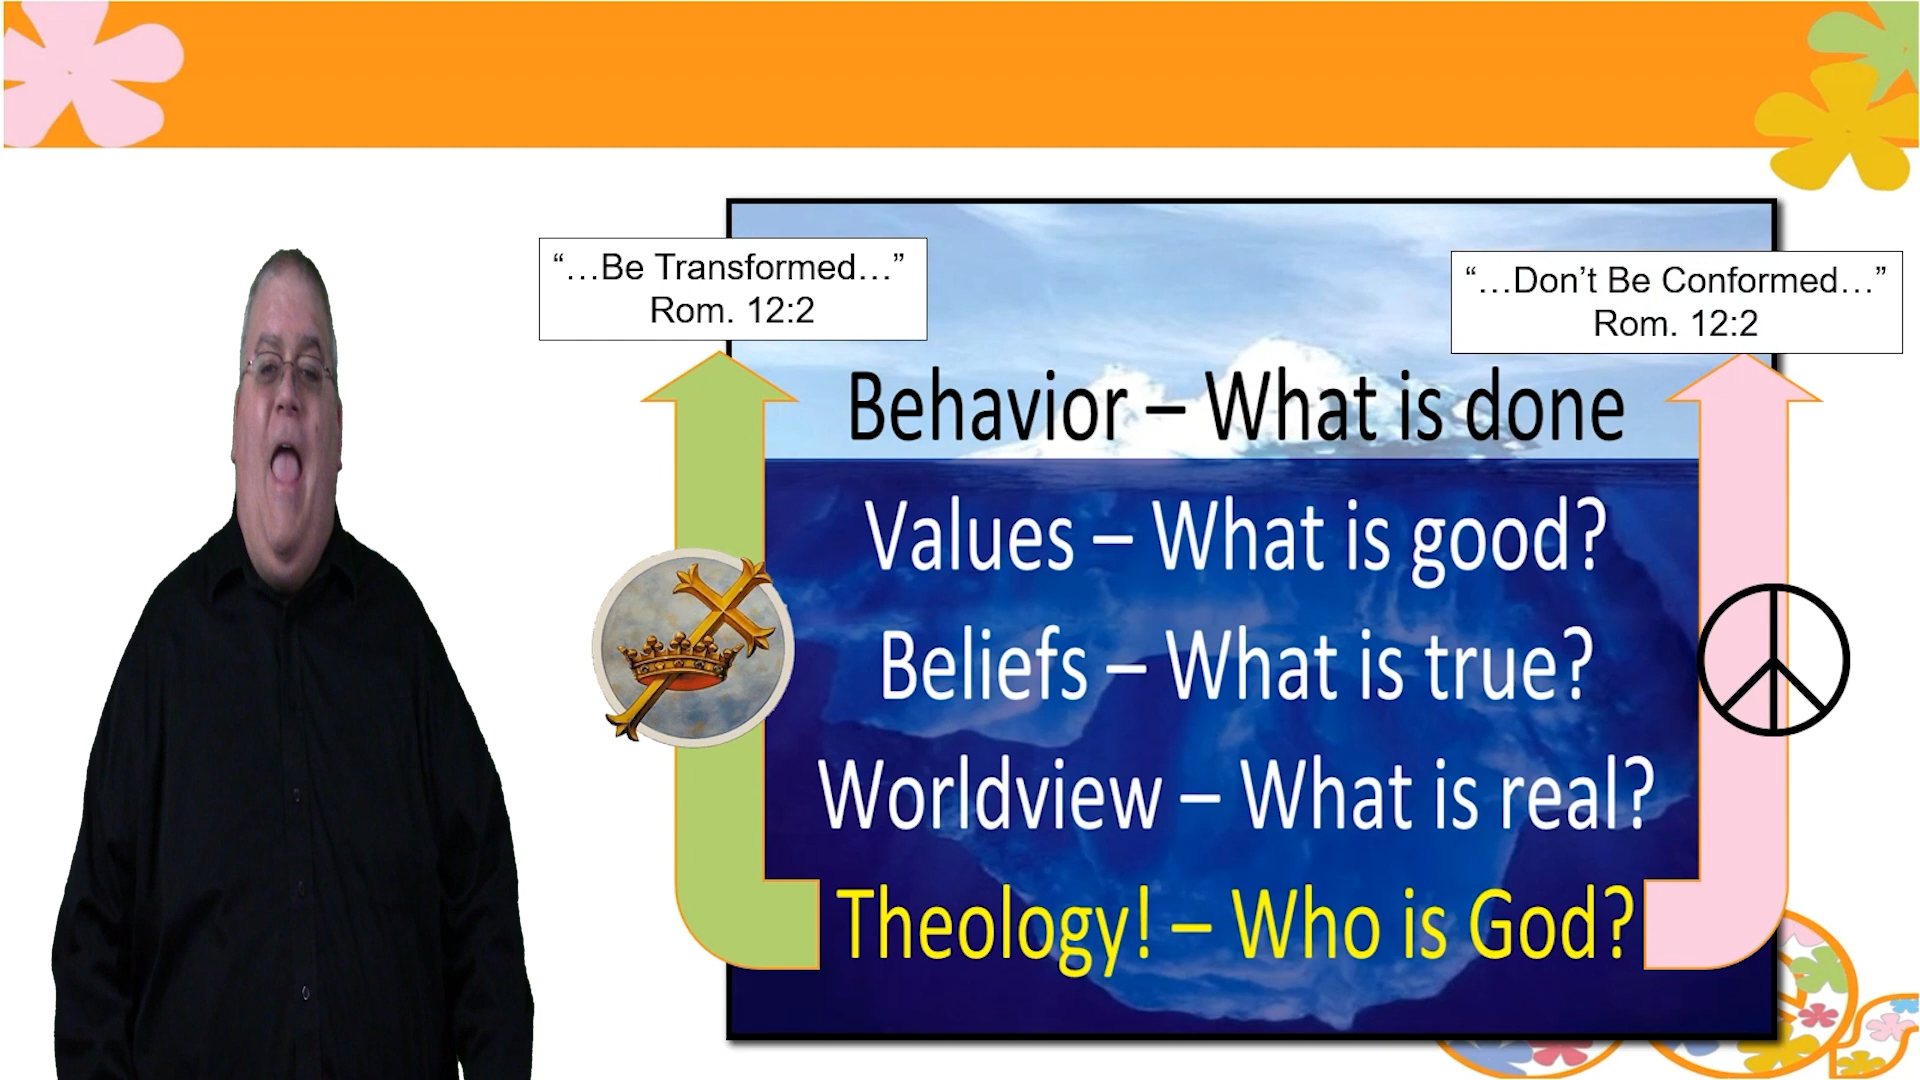 “…Be Transformed…”
Rom. 12:2
“…Don’t Be Conformed…”
Rom. 12:2
Behavior – What is done
Values – What is good?
Beliefs – What is true?
Worldview – What is real?
Theology! – Who is God?